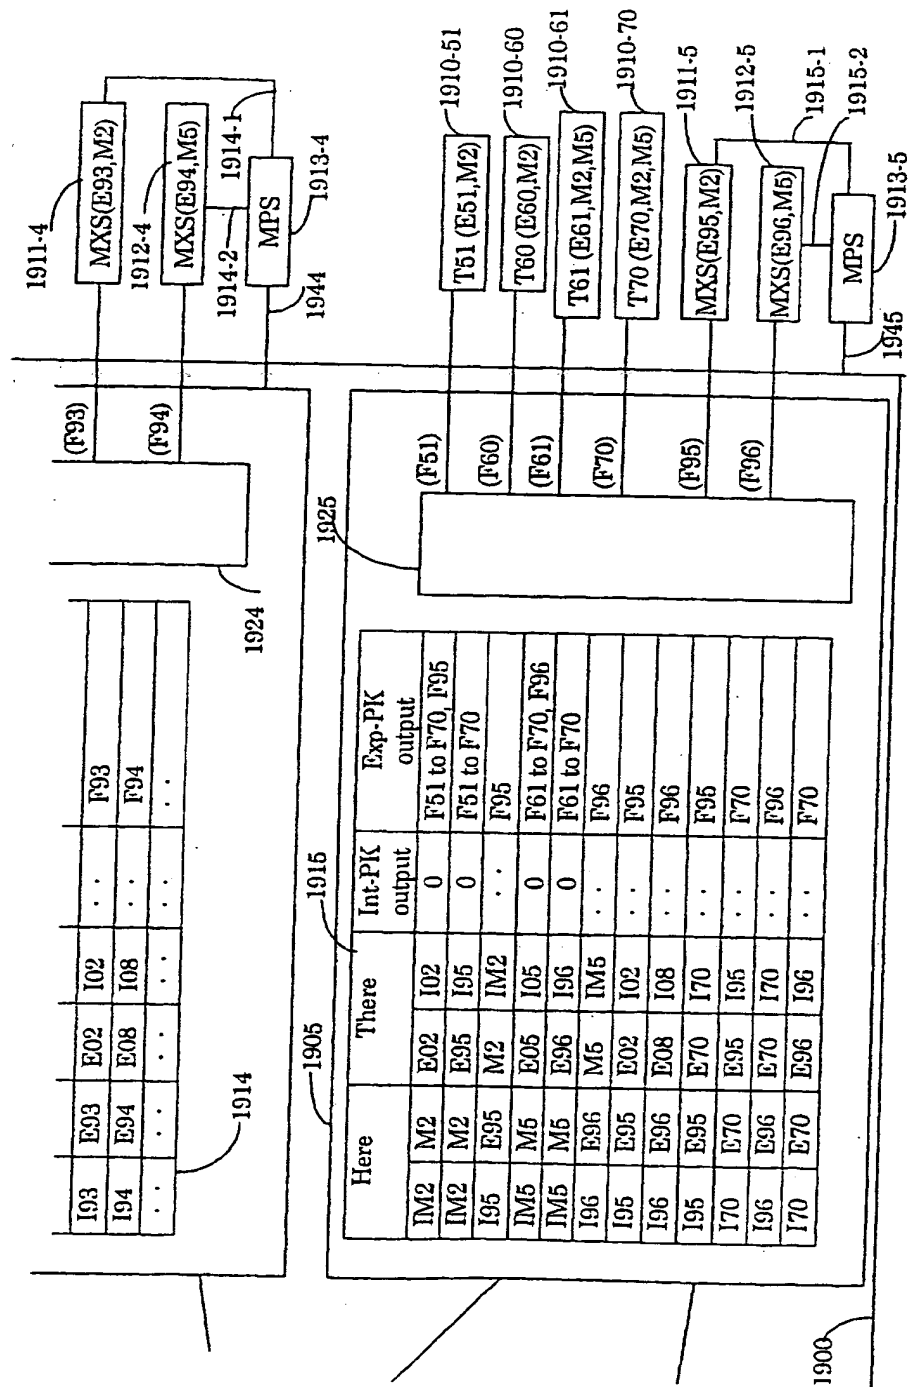 1911-4
MXS(E93,M2)
1912-4
MXS(E94,M5)
1914-1
1914-2
MPS
1913-4
1944
(F93)
(F94)
1924
I93 E93 E02 I02 . . F93
I94 E94 E08 I08 . . F94
. . . . . . . . . . . .
1914
1905
1915
1925
Here There Int-PK output Exp-PK output
IM2 M2 E02 I02 0 F51 to F70, F95
IM2 M2 E95 I95 0 F51 to F70
I95 E95 M2 IM2 . . F95
IM5 M5 E05 I05 0 F61 to F70, F96
IM5 M5 E96 I96 0 F61 to F70
I96 E96 M5 IM5 . . F96
I95 E95 E02 I02 . . F95
I96 E96 E08 I08 . . F96
I95 E95 E70 I70 . . F95
I70 E70 E95 I95 . . F70
I96 E96 E70 I70 . . F96
I70 E70 E96 I96 . . F70
(F51)
(F60)
(F61)
(F70)
(F95)
(F96)
T51 (E51,M2)
1910-51
T60 (E60,M2)
1910-60
T61 (E61,M2,M5)
1910-61
T70 (E70,M2,M5)
1910-70
MXS(E95,M2)
1911-5
MXS(E96,M5)
1912-5
1915-1
1915-2
MPS
1913-5
1945
1900